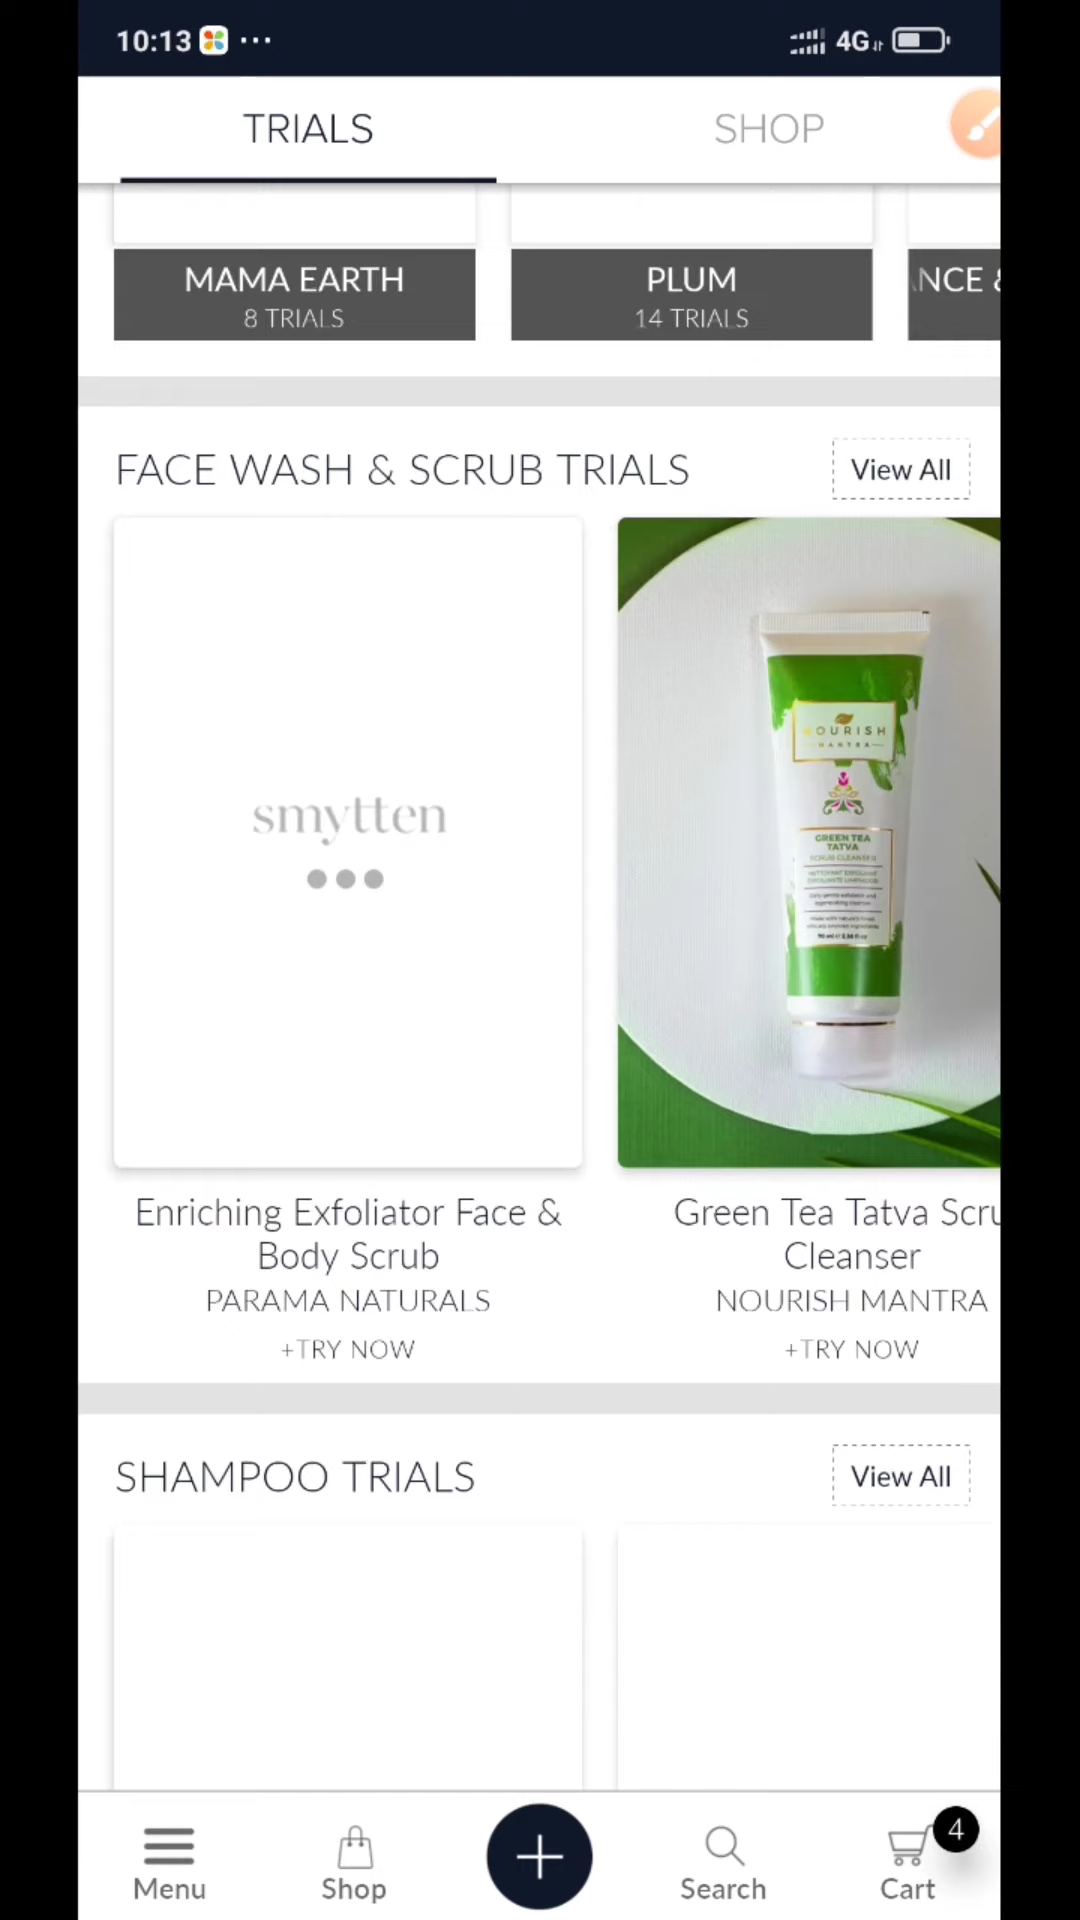 10:13
4G
TRIALS
SHOP
MAMA EARTH
8 TRIALS
PLUM
14 TRIALS
NCE &
FACE WASH & SCRUB TRIALS
View All
smytten
NOURISH
MANTRA
GREEN TEA
TATVA
SCRUB CLEANSER
Enriching Exfoliator Face &
Body Scrub
PARAMA NATURALS
+TRY NOW
Green Tea Tatva Scru
Cleanser
NOURISH MANTRA
+TRY NOW
SHAMPOO TRIALS
View All
Menu
Shop
Search
Cart
4